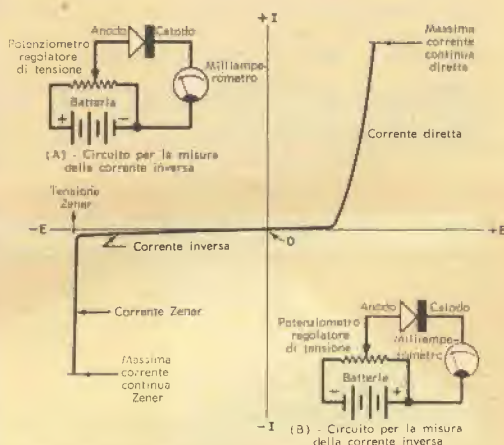 +I
Anodo
Catodo
Potenziometro
regolatore
di tensione
Milliampe-
rometro
Batteria
+
−
(A) - Circuito per la misura
della corrente inversa
Massima
corrente
continua
diretta
Corrente diretta
Tensione
Zener
−E
+E
O
Corrente inversa
Corrente Zener
Massima
corrente
continua
Zener
Anodo
Catodo
Potenziometro
regolatore
di tensione
Milliampe-
rometro
Batteria
−
+
−I
(B) - Circuito per la misura
della corrente inversa